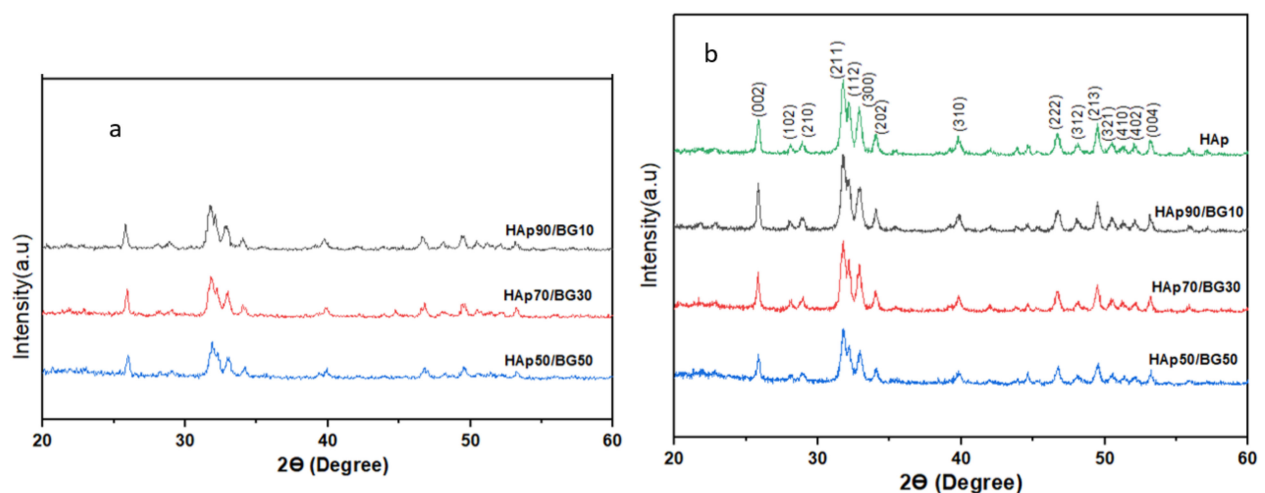 a
HAp90/BG10
HAp70/BG30
HAp50/BG50
Intensity(a.u)
20 30 40 50 60
2Ө (Degree)
b
(002)
(102)
(210)
(211)
(112)
(300)
(202)
(310)
(222)
(312)
(213)
(321)
(410)
(402)
(004)
HAp
HAp90/BG10
HAp70/BG30
HAp50/BG50
Intensity(a.u)
20 30 40 50 60
2Ө (Degree)